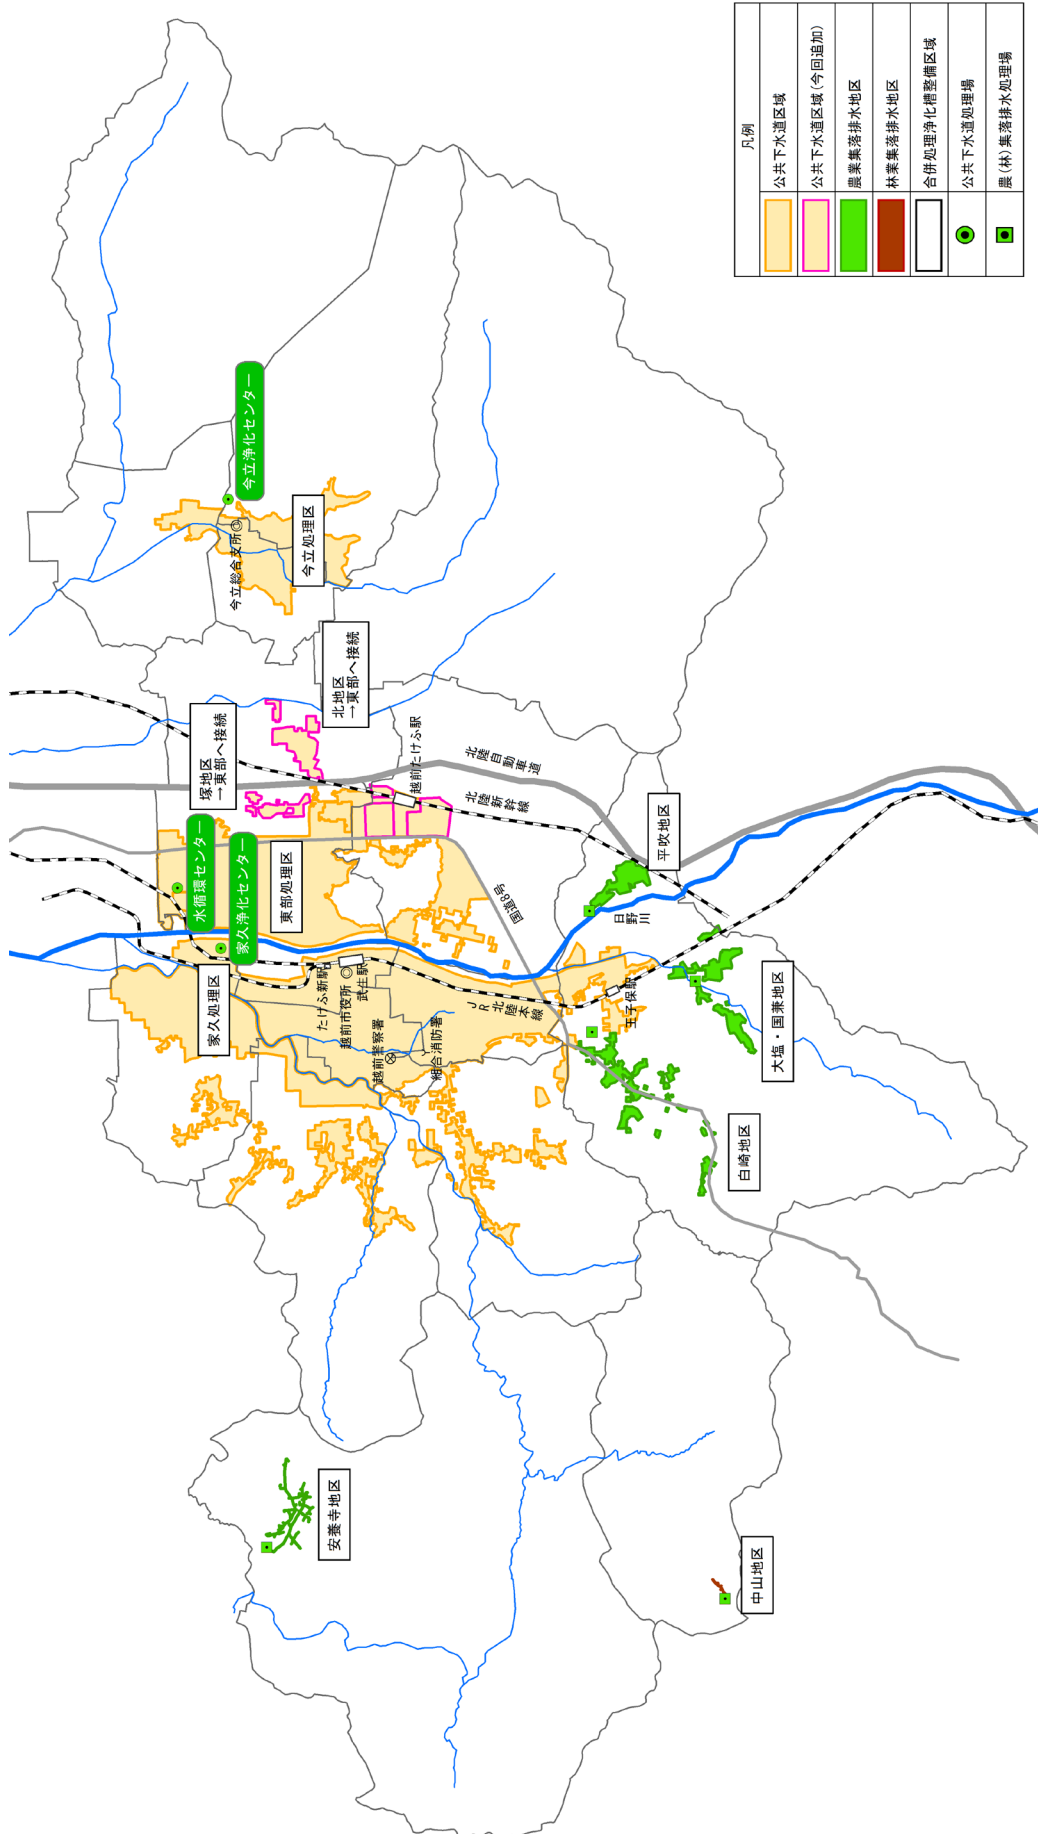 凡例
公共下水道区域
公共下水道区域(今回追加)
農業集落排水地区
林業集落排水地区
合併処理浄化槽整備区域
公共下水道処理場
農(林)集落排水処理場
今立浄化センター
今立総合支所
今立処理区
北地区
→東部へ接続
塚地区
→東部へ接続
越前たけふ駅
北陸自動車道
北陸新幹線
水循環センター
家久浄化センター
東部処理区
国道8号
平吹地区
日野川
家久処理区
たけふ新駅
越前市役所
武生駅
越前警察署
組合消防署
JR北陸本線
王子保駅
大塩・国兼地区
白崎地区
安養寺地区
中山地区